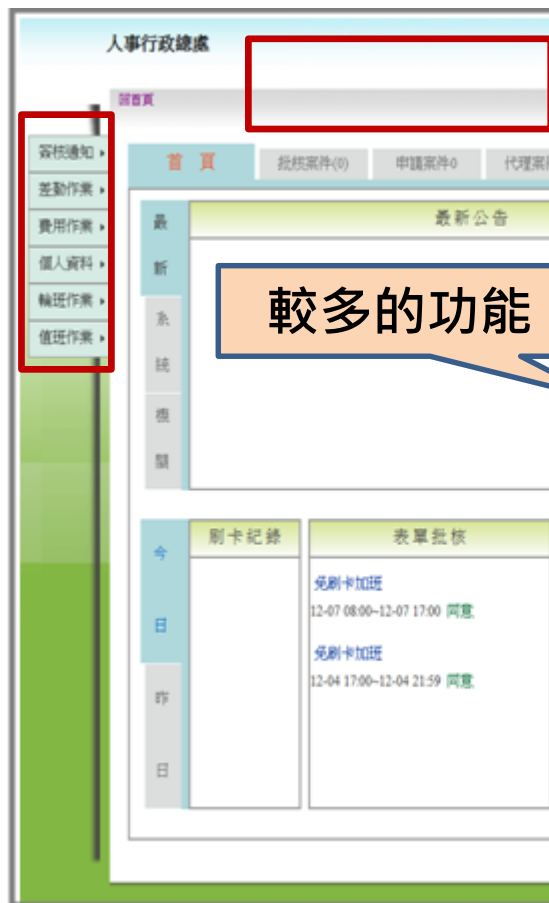 人事行政總處
回首頁
簽核通知
差勤作業
費用作業
個人資料
輪班作業
值班作業
首 頁
批核案件(0)
申請案件0
代理案
最新
系統
機關
最新公告
較多的功能
今日
昨日
刷卡紀錄
表單批核
免刷卡加班
12-07 08:00~12-07 17:00 同意
免刷卡加班
12-04 17:00~12-04 21:59 同意